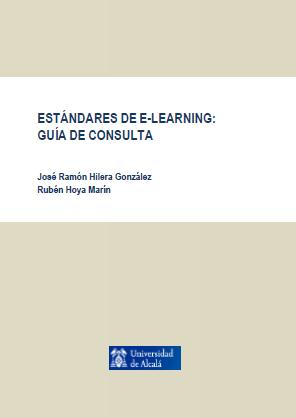 ESTÁNDARES DE E-LEARNING:
GUÍA DE CONSULTA
José Ramón Hilera González
Rubén Hoya Marín
Universidad
de Alcalá